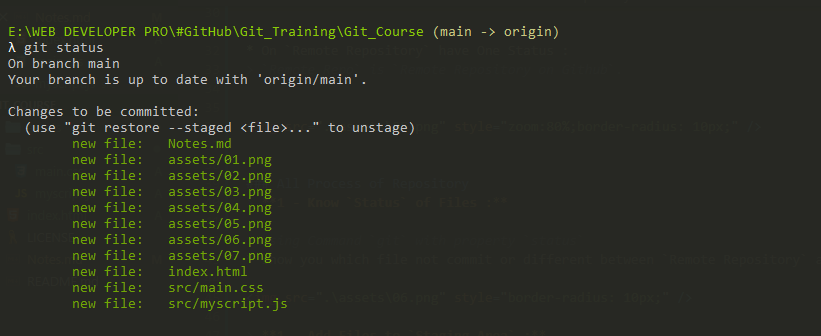 E:\WEB DEVELOPER PRO\#GitHub\Git_Training\Git_Course (main -> origin)
λ git status
On branch main
Your branch is up to date with 'origin/main'.
Changes to be committed:
(use "git restore --staged <file>..." to unstage)
new file: Notes.md
new file: assets/01.png
new file: assets/02.png
new file: assets/03.png
new file: assets/04.png
new file: assets/05.png
new file: assets/06.png
new file: assets/07.png
new file: index.html
new file: src/main.css
new file: src/myscript.js